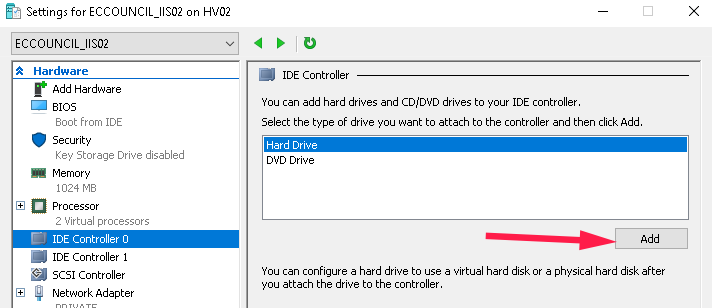 Settings for ECCOUNCIL_IIS02 on HV02
ECCOUNCIL_IIS02
Hardware
Add Hardware
BIOS
Boot from IDE
Security
Key Storage Drive disabled
Memory
1024 MB
Processor
2 Virtual processors
IDE Controller 0
IDE Controller 1
SCSI Controller
Network Adapter
PRIVATE
IDE Controller
You can add hard drives and CD/DVD drives to your IDE controller.
Select the type of drive you want to attach to the controller and then click Add.
Hard Drive
DVD Drive
Add
You can configure a hard drive to use a virtual hard disk or a physical hard disk after
you attach the drive to the controller.